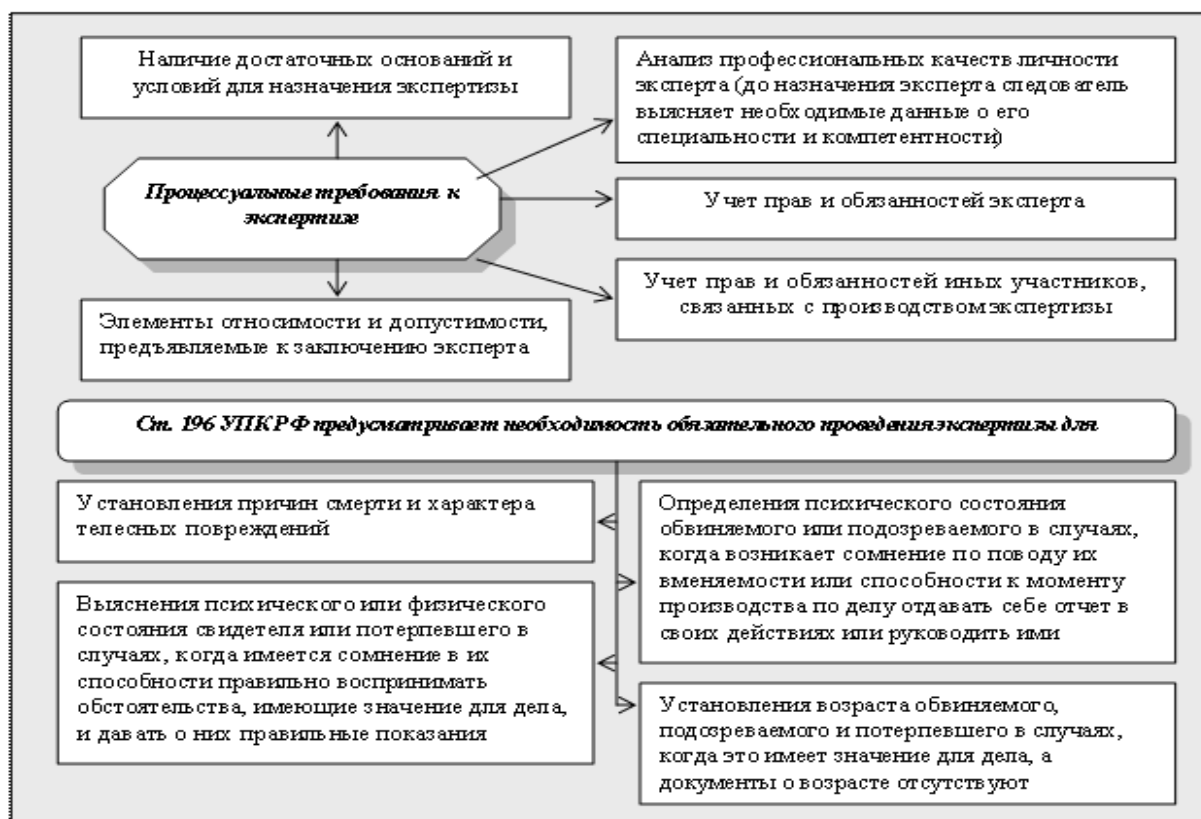 Наличие достаточных оснований и
условий для назначения экспертизы
Анализ профессиональных качеств личности
эксперта (до назначения эксперта следователь
выясняет необходимые данные о его
специальности и компетентности)
Процессуальные требования к
экспертизе
Учет прав и обязанностей эксперта
Учет прав и обязанностей иных участников,
связанных с производством экспертизы
Элементы относимости и допустимости,
предъявляемые к заключению эксперта
Ст. 196 УПК РФ предусматривает необходимость обязательного проведения экспертизы для
Установления причин смерти и характера
телесных повреждений
Определения психического состояния
обвиняемого или подозреваемого в случаях,
когда возникает сомнение по поводу их
вменяемости или способности к моменту
производства по делу отдавать себе отчет в
своих действиях или руководить ими
Выяснения психического или физического
состояния свидетеля или потерпевшего в
случаях, когда имеется сомнение в их
способности правильно воспринимать
обстоятельства, имеющие значение для дела,
и давать о них правильные показания
Установления возраста обвиняемого,
подозреваемого и потерпевшего в случаях,
когда это имеет значение для дела, а
документы о возрасте отсутствуют